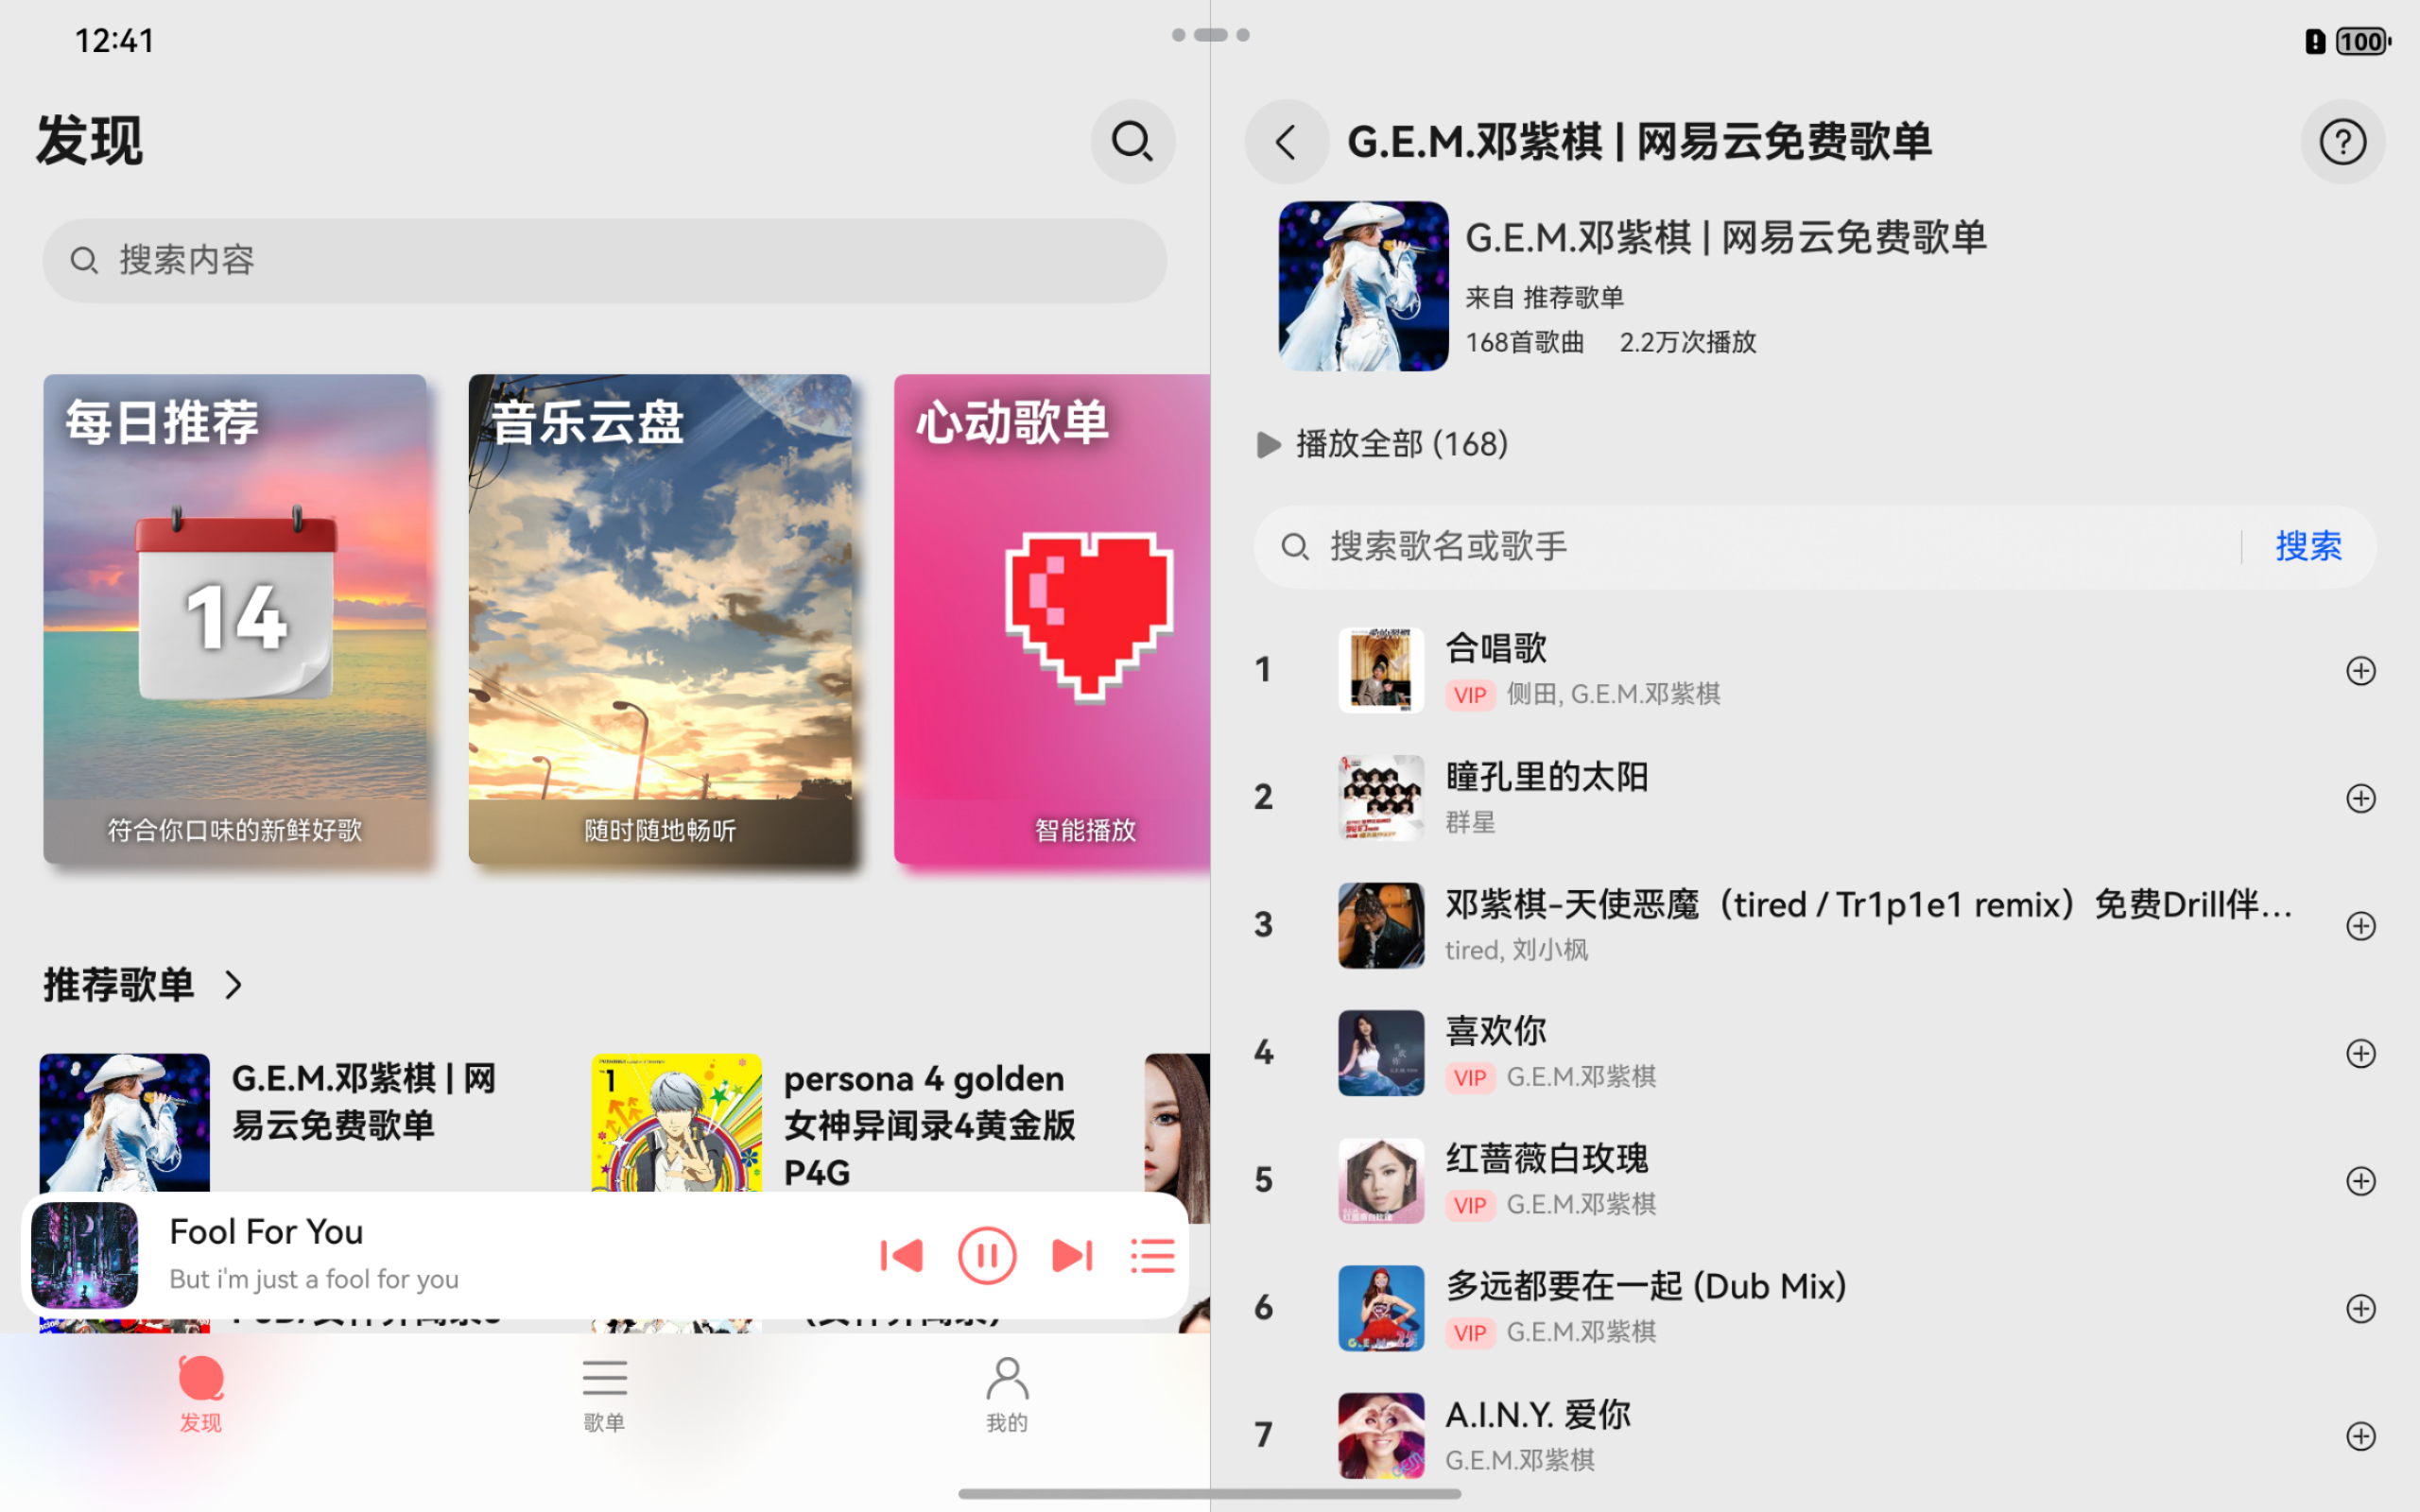 12:41
100
发现
搜索内容
每日推荐
14
符合你口味的新鲜好歌
音乐云盘
随时随地畅听
心动歌单
智能播放
推荐歌单
G.E.M.邓紫棋 | 网
易云免费歌单
1
persona 4 golden
女神异闻录4黄金版
P4G
Fool For You
But i'm just a fool for you
发现
歌单
我的
G.E.M.邓紫棋 | 网易云免费歌单
G.E.M.邓紫棋 | 网易云免费歌单
来自 推荐歌单
168首歌曲 2.2万次播放
播放全部 (168)
搜索歌名或歌手
搜索
1
合唱歌
VIP 侧田, G.E.M.邓紫棋
2
瞳孔里的太阳
群星
3
邓紫棋-天使恶魔（tired / Tr1p1e1 remix）免费Drill伴...
tired, 刘小枫
4
喜欢你
VIP G.E.M.邓紫棋
5
红蔷薇白玫瑰
VIP G.E.M.邓紫棋
6
多远都要在一起 (Dub Mix)
VIP G.E.M.邓紫棋
7
A.I.N.Y. 爱你
G.E.M.邓紫棋